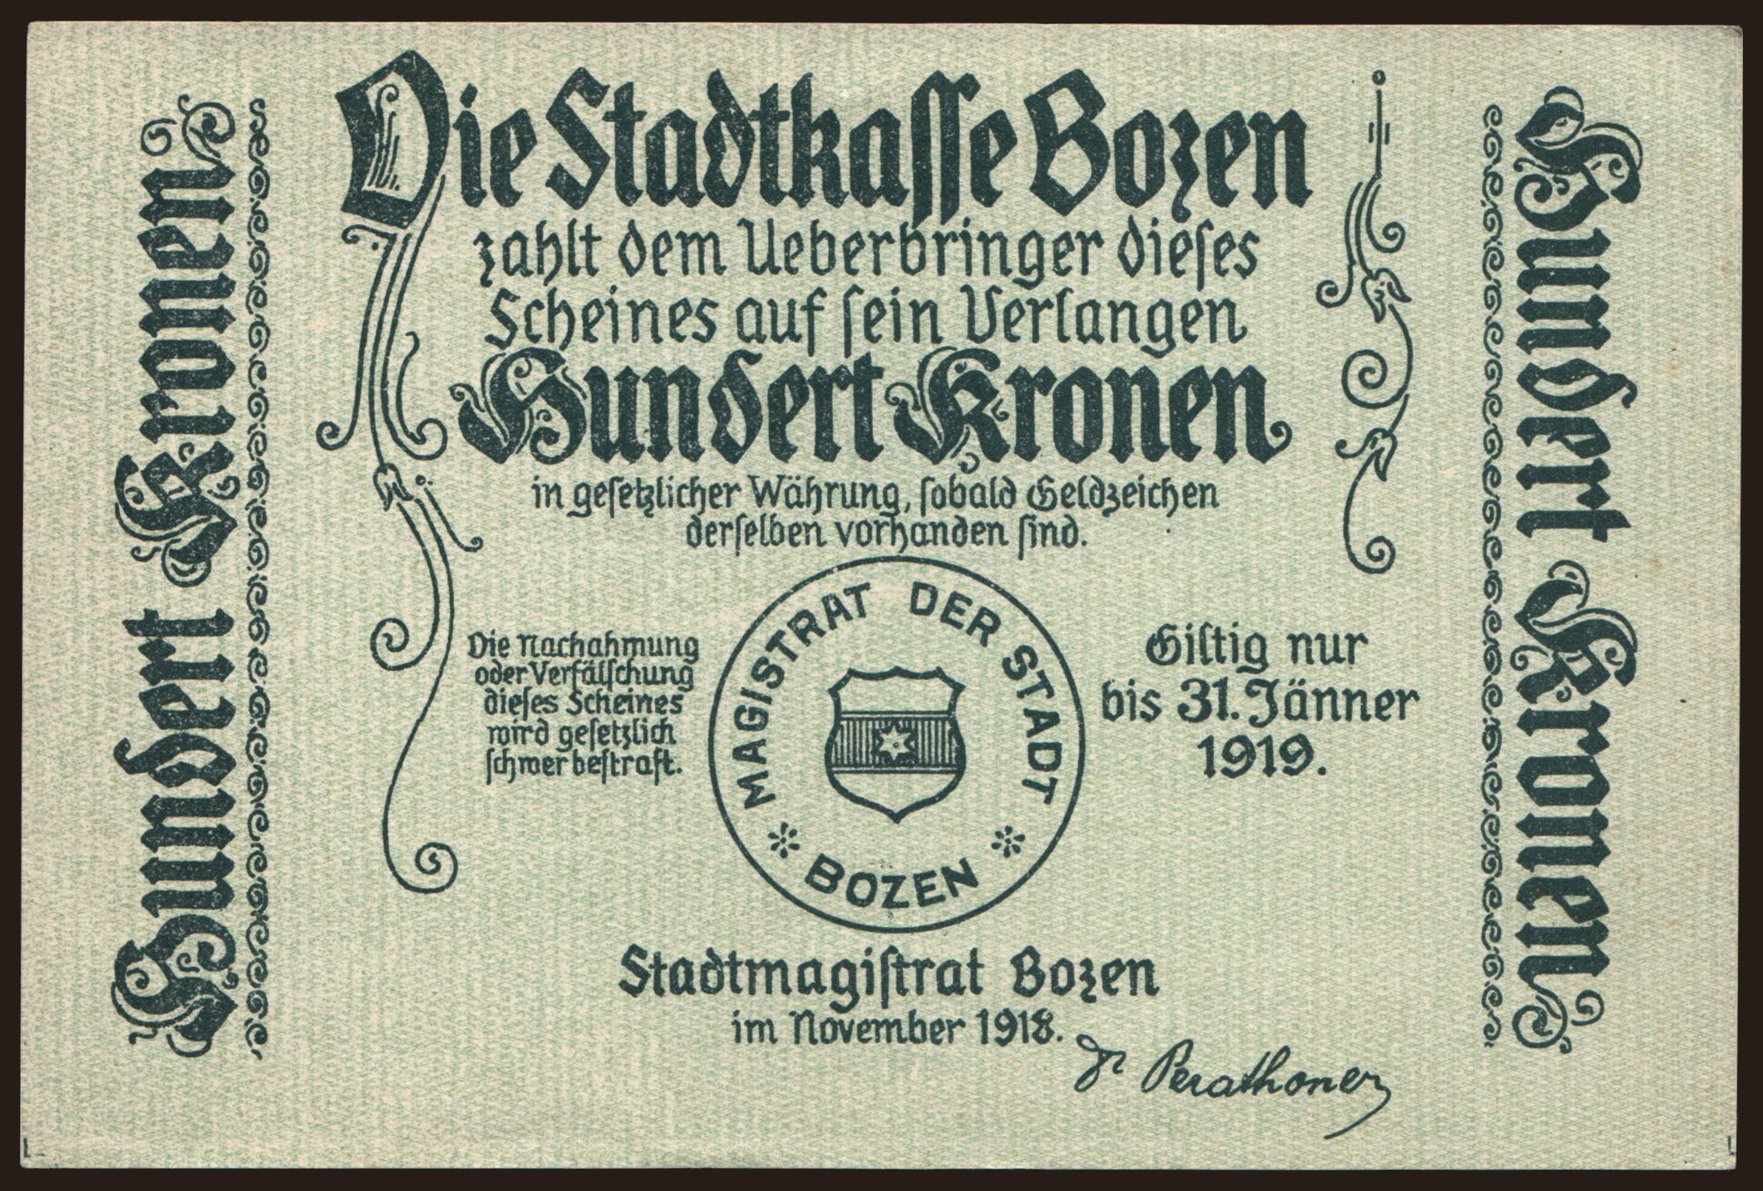 Hundert Kronen
Die Stadtkasse Bozen
zahlt dem Ueberbringer dieses
Scheines auf sein Verlangen
Hundert Kronen
in gesetzlicher Währung, sobald Geldzeichen
derselben vorhanden sind.
Die Nachahmung
oder Verfälschung
dieses Scheines
wird gesetzlich
schwer bestraft.
MAGISTRAT DER STADT
BOZEN
Giltig nur
bis 31. Jänner
1919.
Stadtmagistrat Bozen
im November 1918.
Dr Perathoner
Hundert Kronen